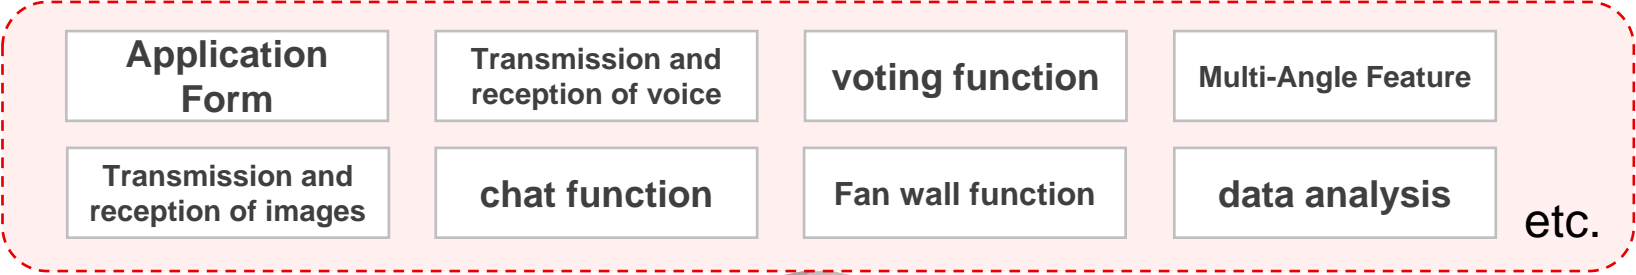 Application
Form
Transmission and
reception of voice
voting function
Multi-Angle Feature
Transmission and
reception of images
chat function
Fan wall function
data analysis
etc.